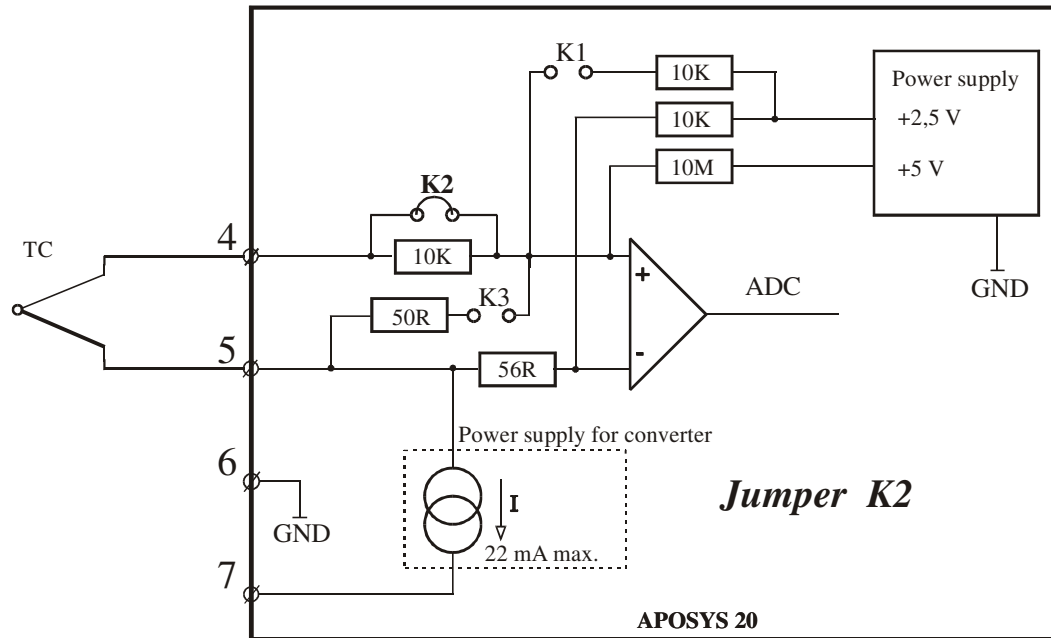 K1
10K
Power supply
10K
+2,5 V
10M
+5 V
K2
4
TC
10K
+
ADC
GND
K3
50R
5
-
56R
Power supply for converter
6
I
Jumper K2
GND
22 mA max.
7
APOSYS 20